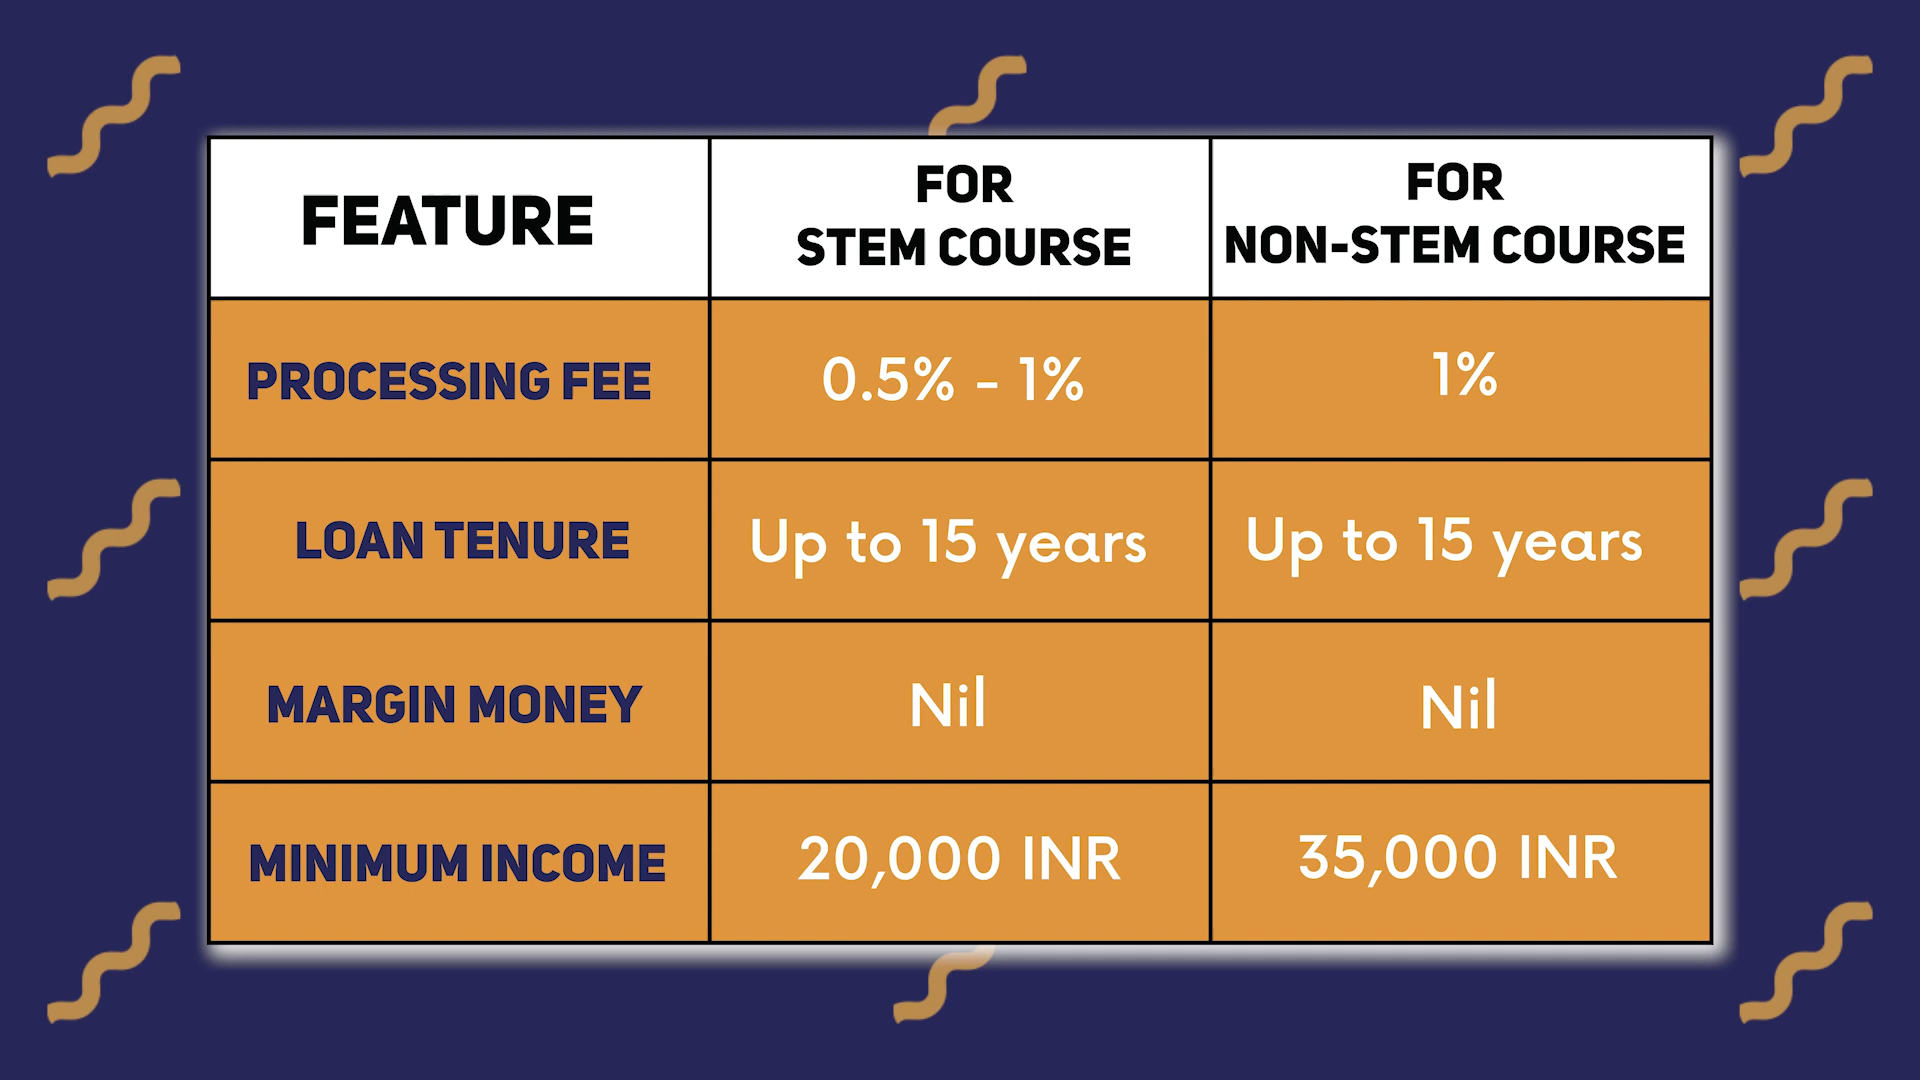 FEATURE
FOR
STEM COURSE
FOR
NON-STEM COURSE
PROCESSING FEE
0.5% - 1%
1%
LOAN TENURE
Up to 15 years
Up to 15 years
MARGIN MONEY
Nil
Nil
MINIMUM INCOME
20,000 INR
35,000 INR